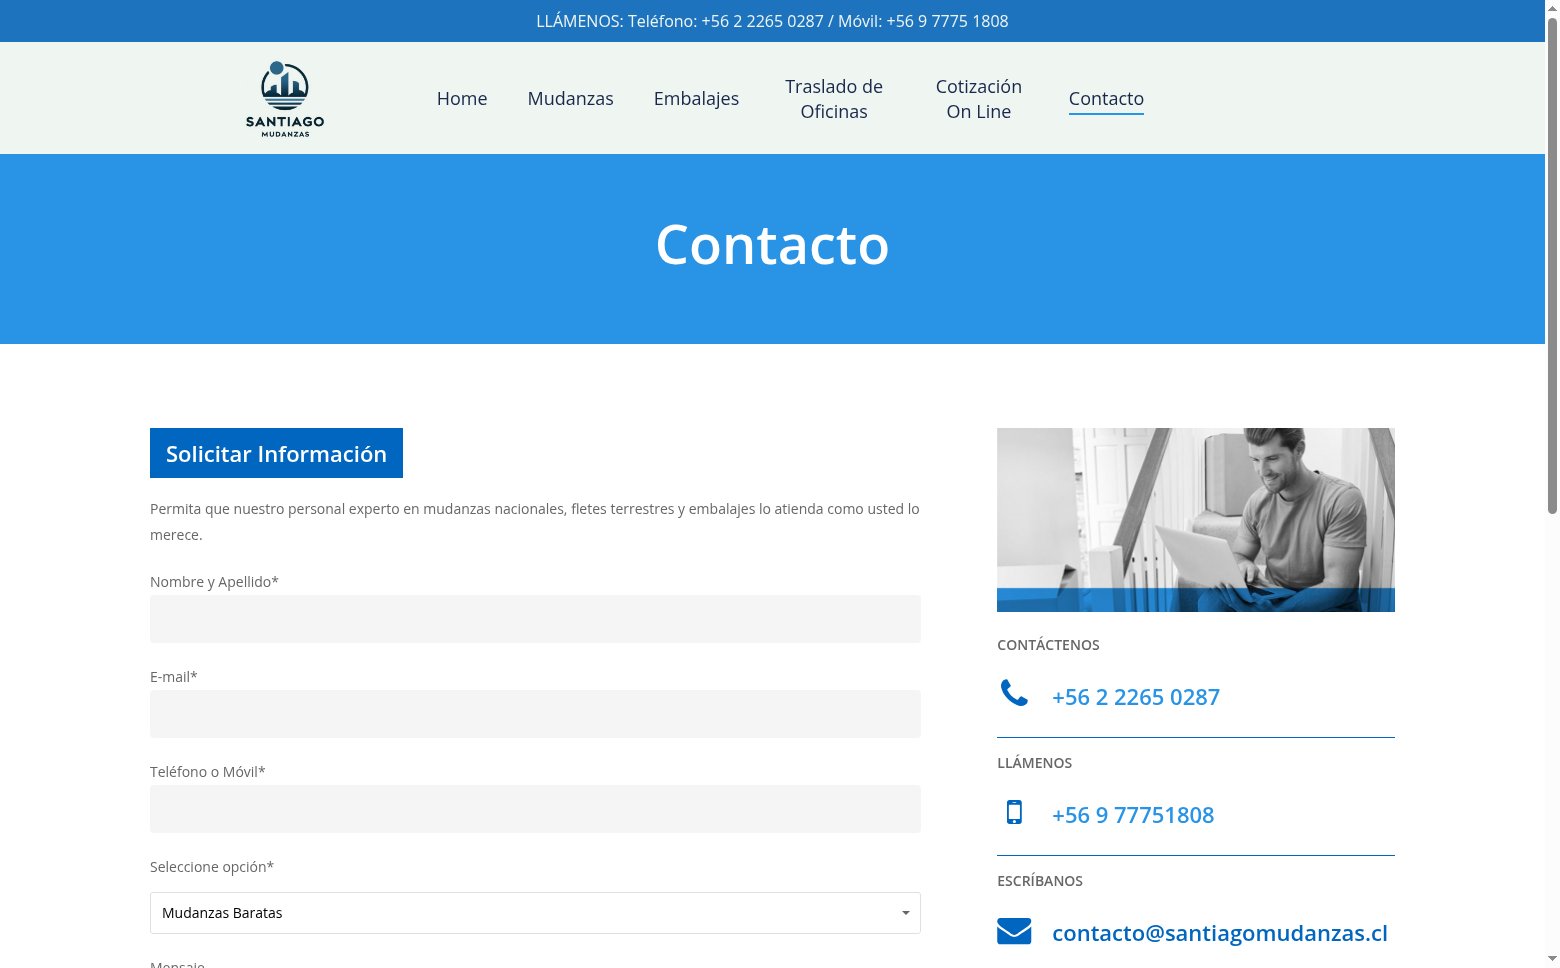 LLÁMENOS: Teléfono: +56 2 2265 0287 / Móvil: +56 9 7775 1808
SANTIAGO
MUDANZAS
Home
Mudanzas
Embalajes
Traslado de
Oficinas
Cotización
On Line
Contacto
Contacto
Solicitar Información
Permita que nuestro personal experto en mudanzas nacionales, fletes terrestres y embalajes lo atienda como usted lo
merece.
Nombre y Apellido*
E-mail*
Teléfono o Móvil*
Seleccione opción*
Mudanzas Baratas
Mensaje
CONTÁCTENOS
+56 2 2265 0287
LLÁMENOS
+56 9 77751808
ESCRÍBANOS
contacto@santiagomudanzas.cl